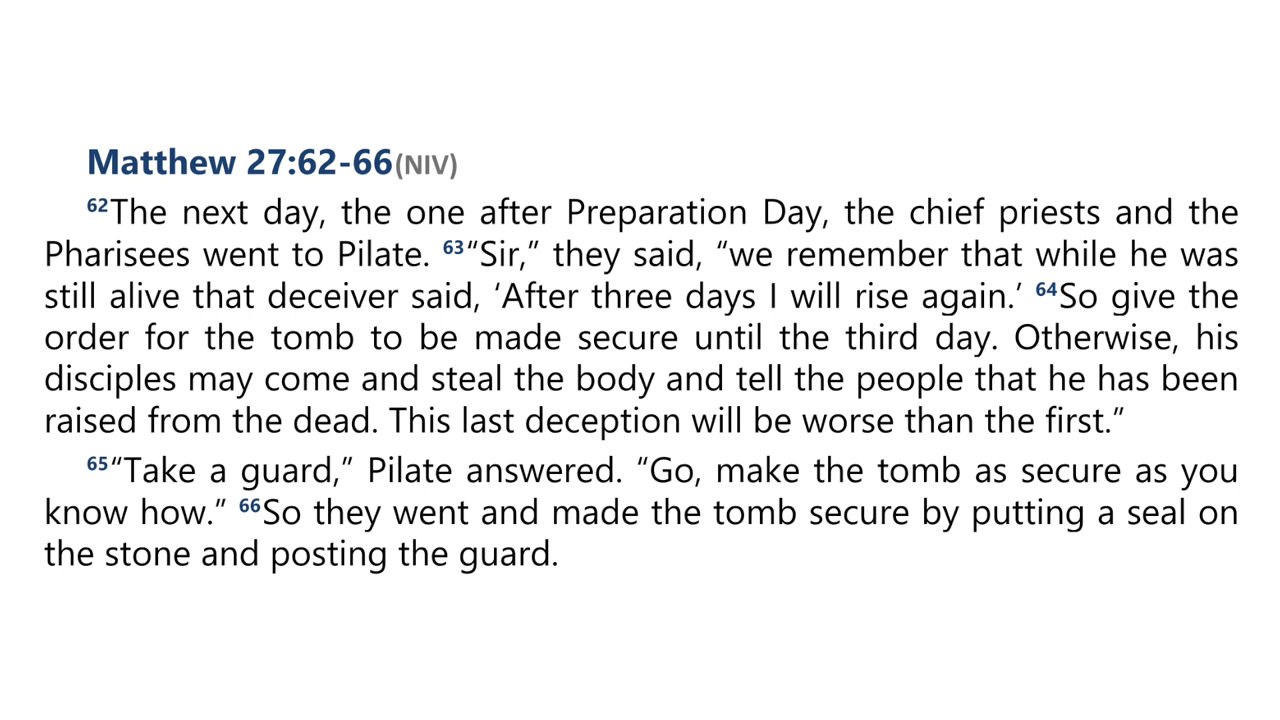 Matthew 27:62-66(NIV)
62The next day, the one after Preparation Day, the chief priests and the
Pharisees went to Pilate. 63“Sir,” they said, “we remember that while he was
still alive that deceiver said, ‘After three days I will rise again.’ 64So give the
order for the tomb to be made secure until the third day. Otherwise, his
disciples may come and steal the body and tell the people that he has been
raised from the dead. This last deception will be worse than the first.”
65“Take a guard,” Pilate answered. “Go, make the tomb as secure as you
know how.” 66So they went and made the tomb secure by putting a seal on
the stone and posting the guard.